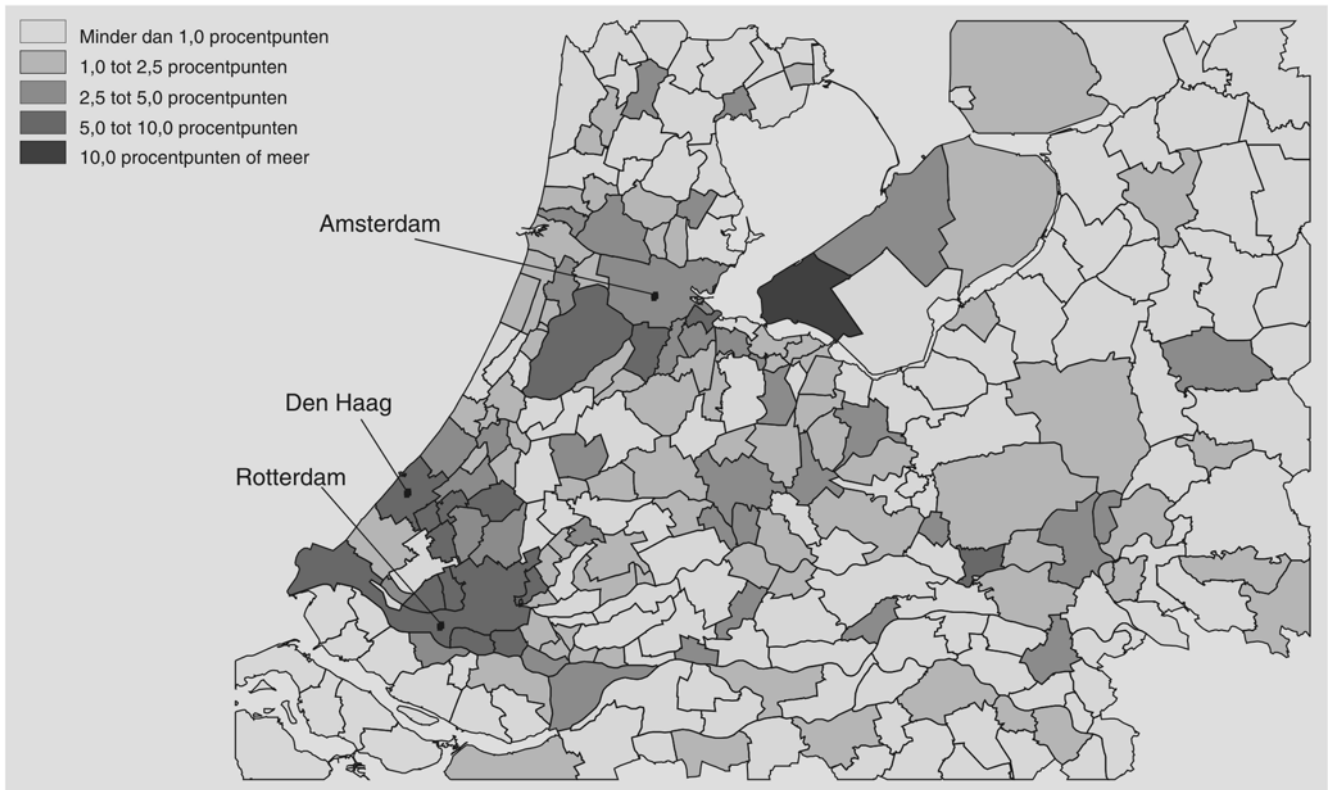 Minder dan 1,0 procentpunten
1,0 tot 2,5 procentpunten
2,5 tot 5,0 procentpunten
5,0 tot 10,0 procentpunten
10,0 procentpunten of meer
Amsterdam
Den Haag
Rotterdam